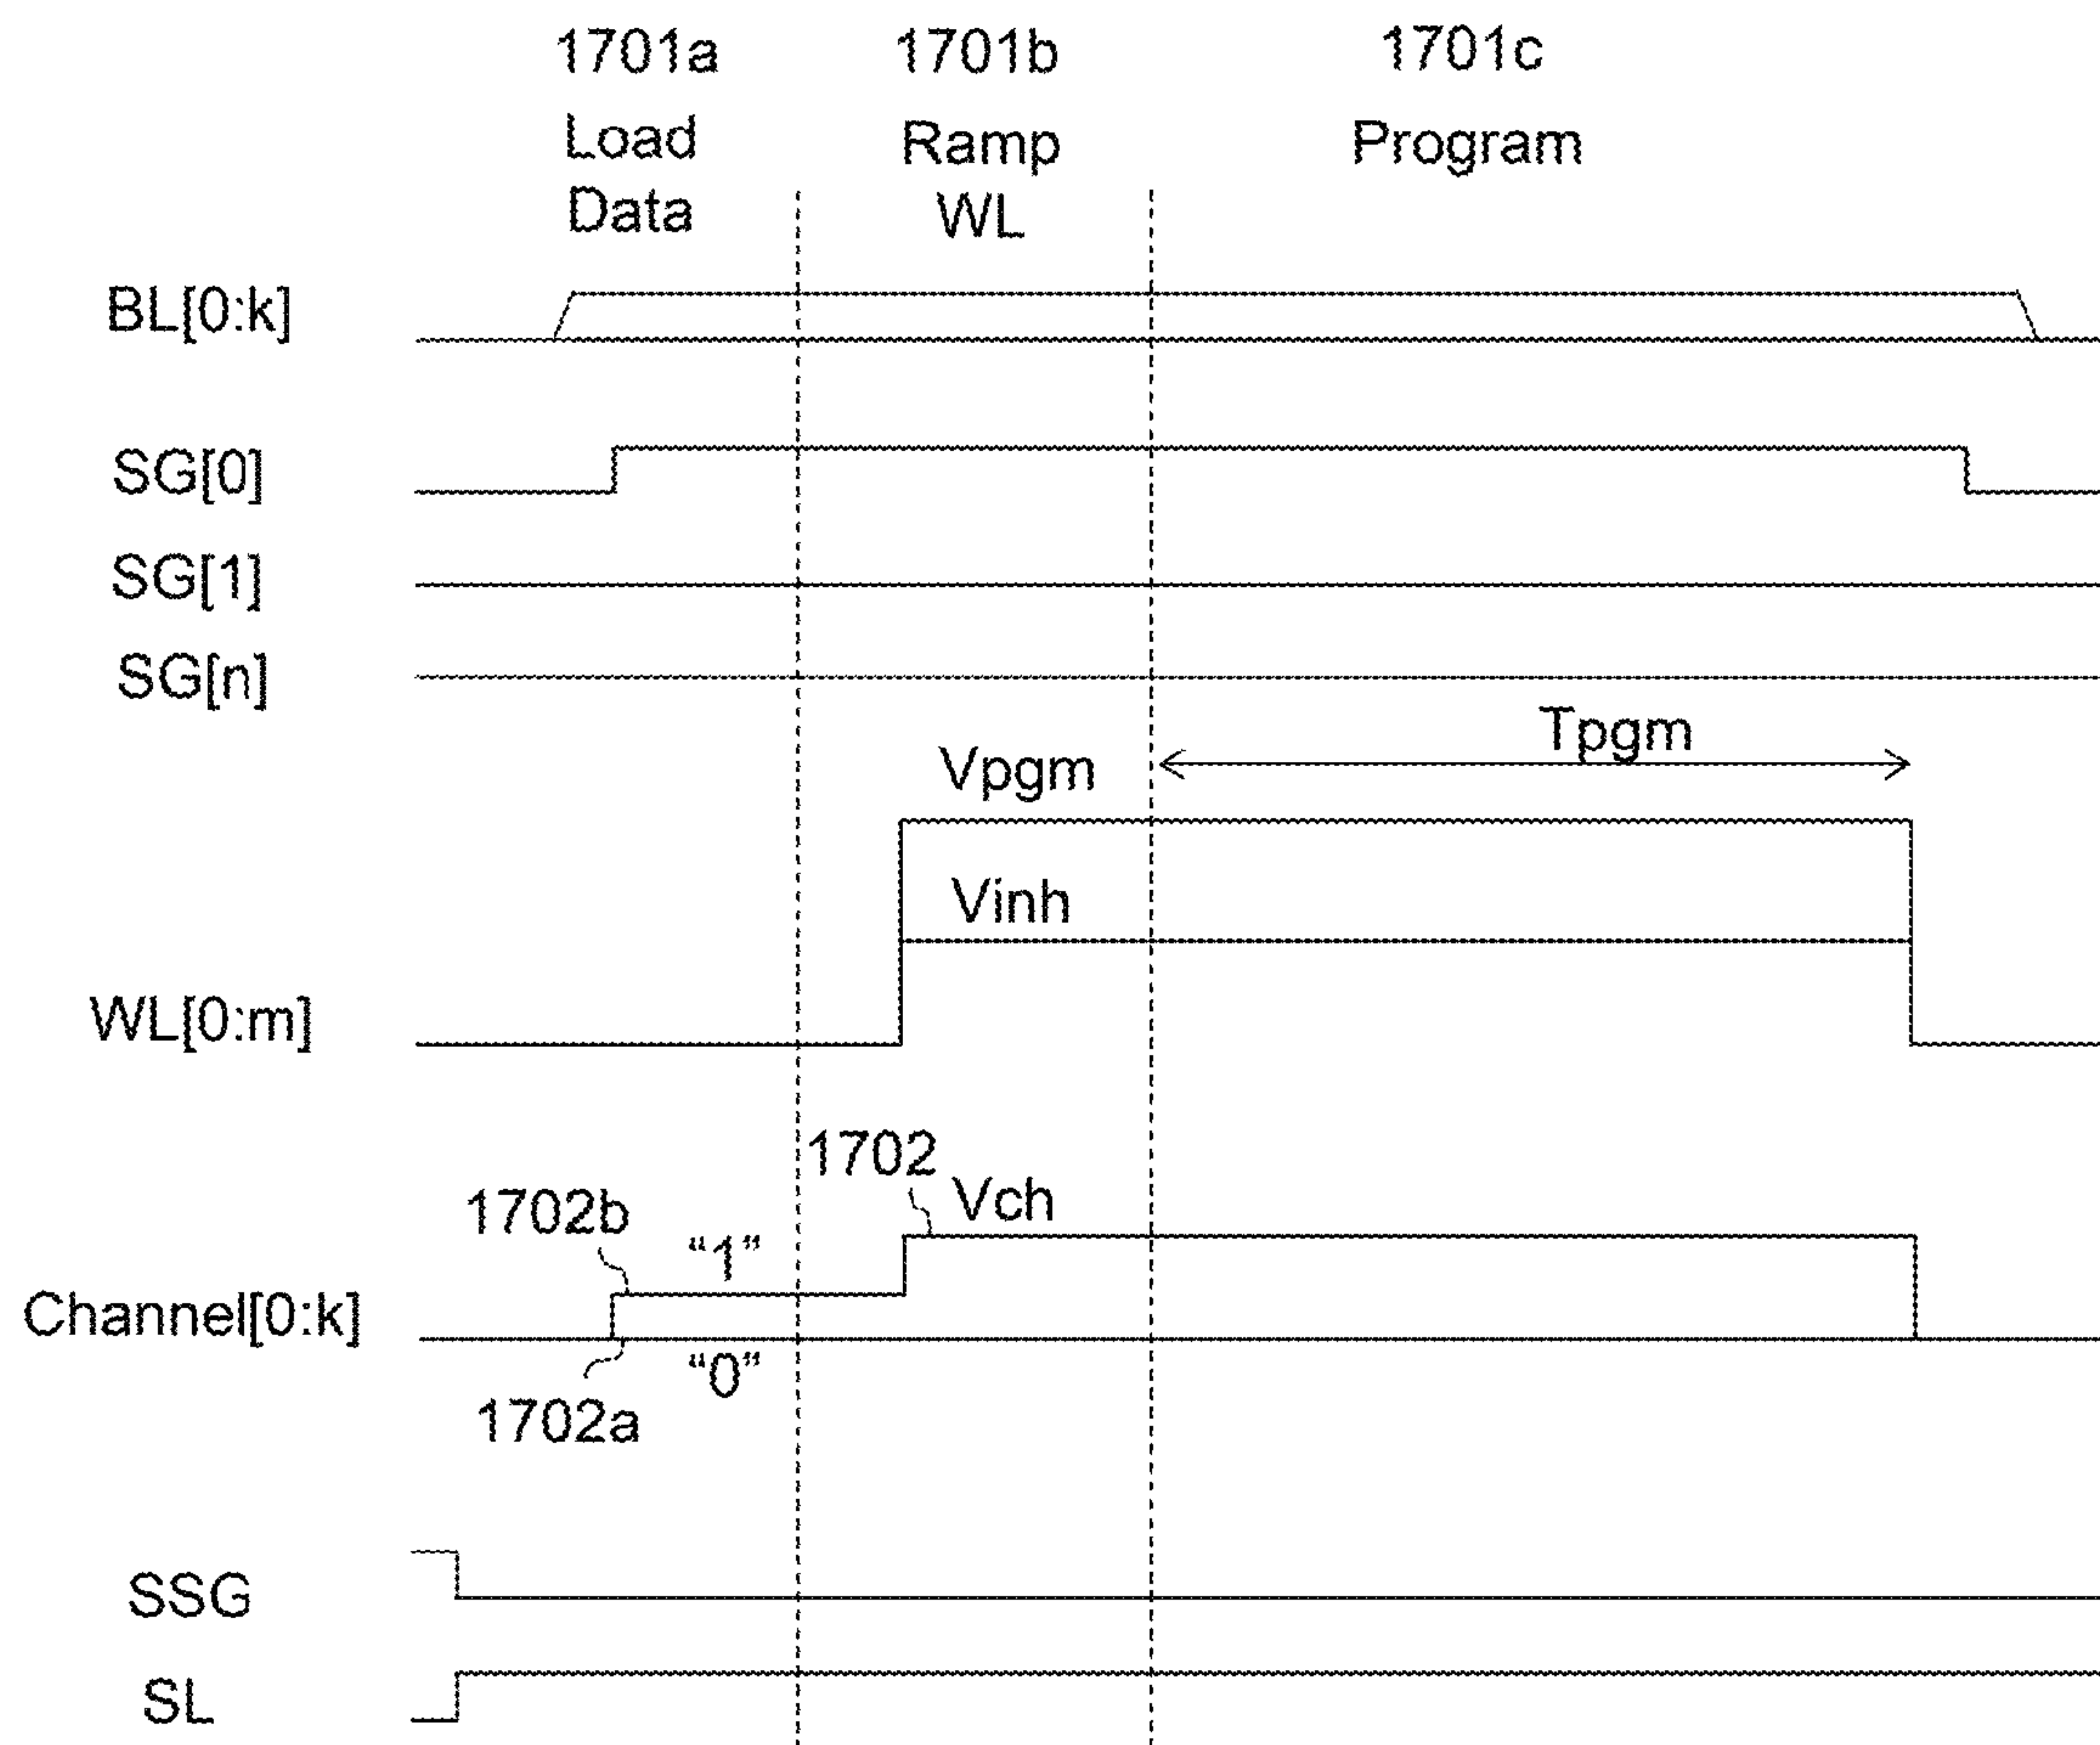 1701a
Load
Data
1701b
Ramp
WL
1701c
Program
BL[0:k]
SG[0]
SG[1]
SG[n]
Tpgm
Vpgm
Vinh
WL[0:m]
1702
Vch
1702b
“1”
Channel[0:k]
“0”
1702a
SSG
SL